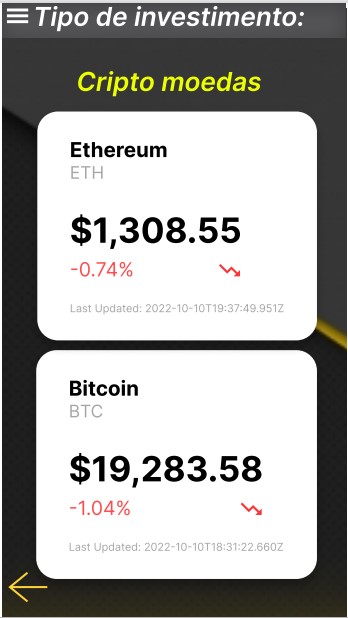 Tipo de investimento:
Cripto moedas
Ethereum
ETH
$1,308.55
-0.74%
Last Updated: 2022-10-10T19:37:49.951Z
Bitcoin
BTC
$19,283.58
-1.04%
Last Updated: 2022-10-10T18:31:22.660Z